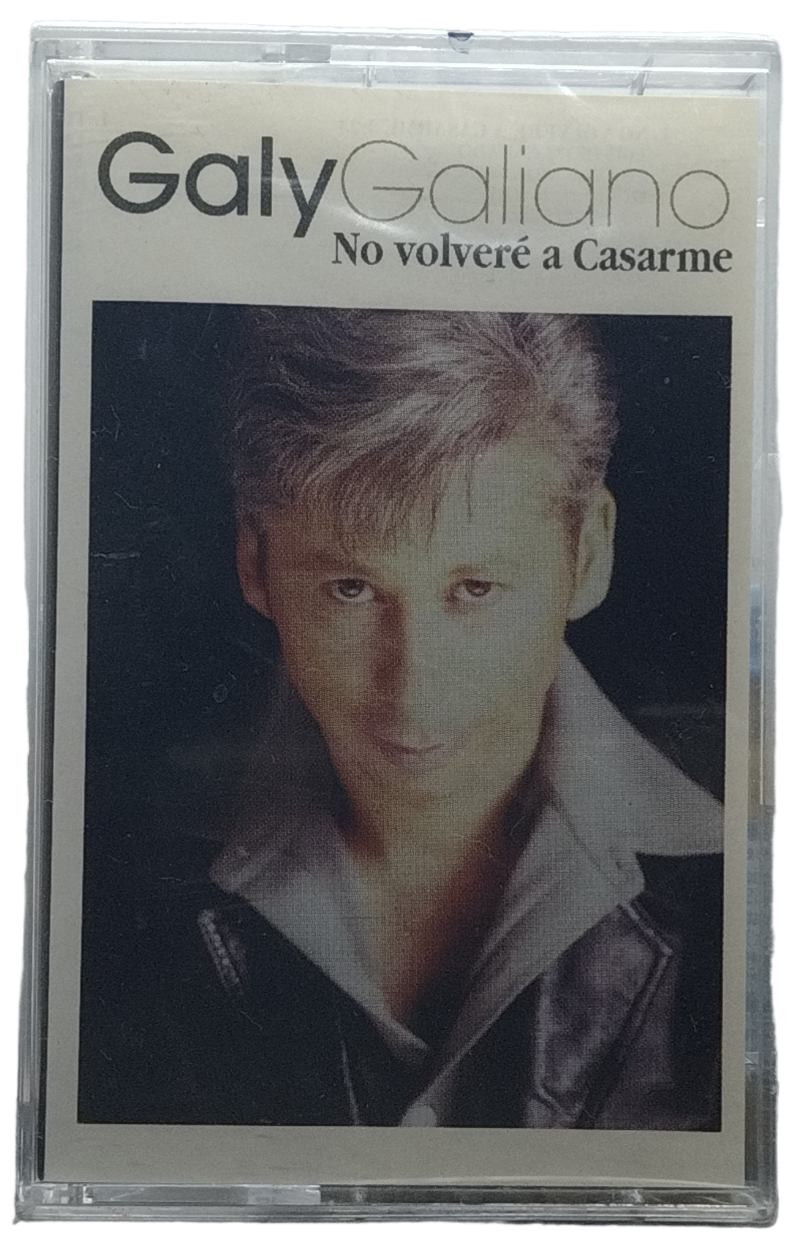 GalyGaliano
No volveré a Casarme